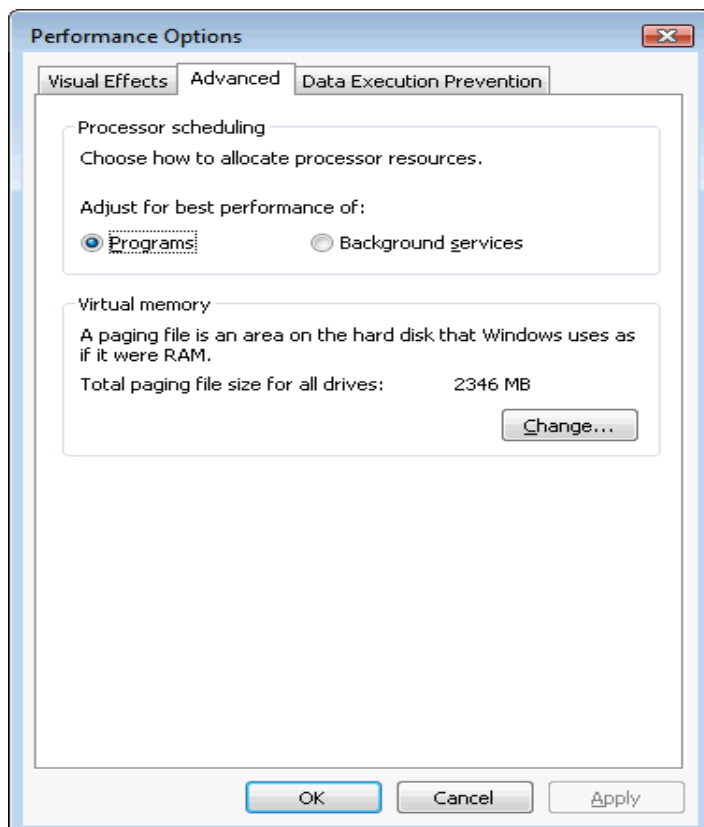 Performance Options
Visual Effects Advanced Data Execution Prevention
Processor scheduling
Choose how to allocate processor resources.
Adjust for best performance of:
Programs Background services
Virtual memory
A paging file is an area on the hard disk that Windows uses as
if it were RAM.
Total paging file size for all drives: 2346 MB
Change...
OK Cancel Apply